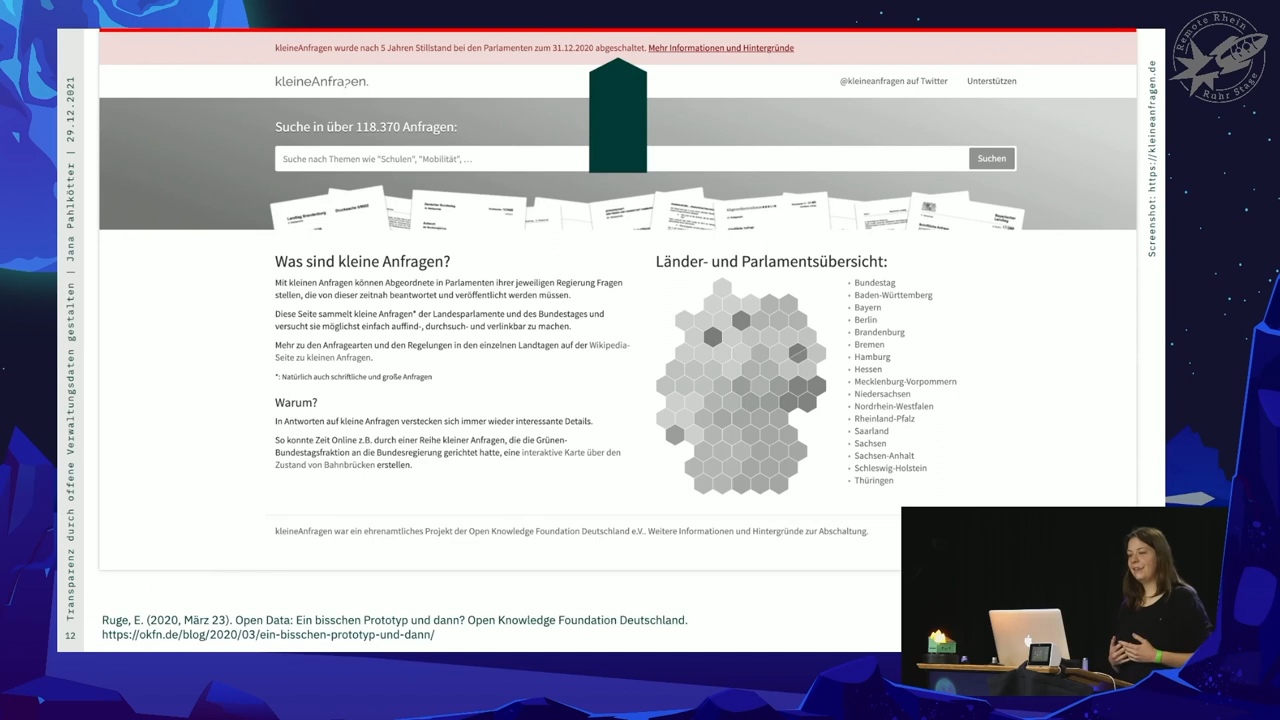 kleineAnfragen wurde nach 5 Jahren Stillstand bei den Parlamenten zum 31.12.2020 abgeschaltet. Mehr Informationen und Hintergründe
kleineAnfra?en.
@kleineanfragen auf Twitter
Unterstützen
Suche in über 118.370 Anfragen:
Suche nach Themen wie "Schulen", "Mobilität", …
Suchen
Landtag Brandenburg
Drucksache
Bayerischer
Landtag
Was sind kleine Anfragen?
Mit kleinen Anfragen können Abgeordnete in Parlamenten ihrer jeweiligen Regierung Fragen
stellen, die von dieser zeitnah beantwortet und veröffentlicht werden müssen.
Diese Seite sammelt kleine Anfragen* der Landesparlamente und des Bundestages und
versucht sie möglichst einfach auffind-, durchsuch- und verlinkbar zu machen.
Mehr zu den Anfragearten und den Regelungen in den einzelnen Landtagen auf der Wikipedia-
Seite zu kleinen Anfragen.
*: Natürlich auch schriftliche und große Anfragen
Warum?
In Antworten auf kleine Anfragen verstecken sich immer wieder interessante Details.
So konnte Zeit Online z.B. durch einer Reihe kleiner Anfragen, die die Grünen-
Bundestagsfraktion an die Bundesregierung gerichtet hatte, eine interaktive Karte über den
Zustand von Bahnbrücken erstellen.
Länder- und Parlamentsübersicht:
Bundestag
Baden-Württemberg
Bayern
Berlin
Brandenburg
Bremen
Hamburg
Hessen
Mecklenburg-Vorpommern
Niedersachsen
Nordrhein-Westfalen
Rheinland-Pfalz
Saarland
Sachsen
Sachsen-Anhalt
Schleswig-Holstein
Thüringen
kleineAnfragen war ein ehrenamtliches Projekt der Open Knowledge Foundation Deutschland e.V.. Weitere Informationen und Hintergründe zur Abschaltung.
Ruge, E. (2020, März 23). Open Data: Ein bisschen Prototyp und dann? Open Knowledge Foundation Deutschland.
https://okfn.de/blog/2020/03/ein-bisschen-prototyp-und-dann/
12
Transparenz durch offene Verwaltungsdaten gestalten | Jana Pahlkötter | 29.12.2021
Screenshot: https://kleineanfragen.de
Remote Rhein
Ruhr Stage